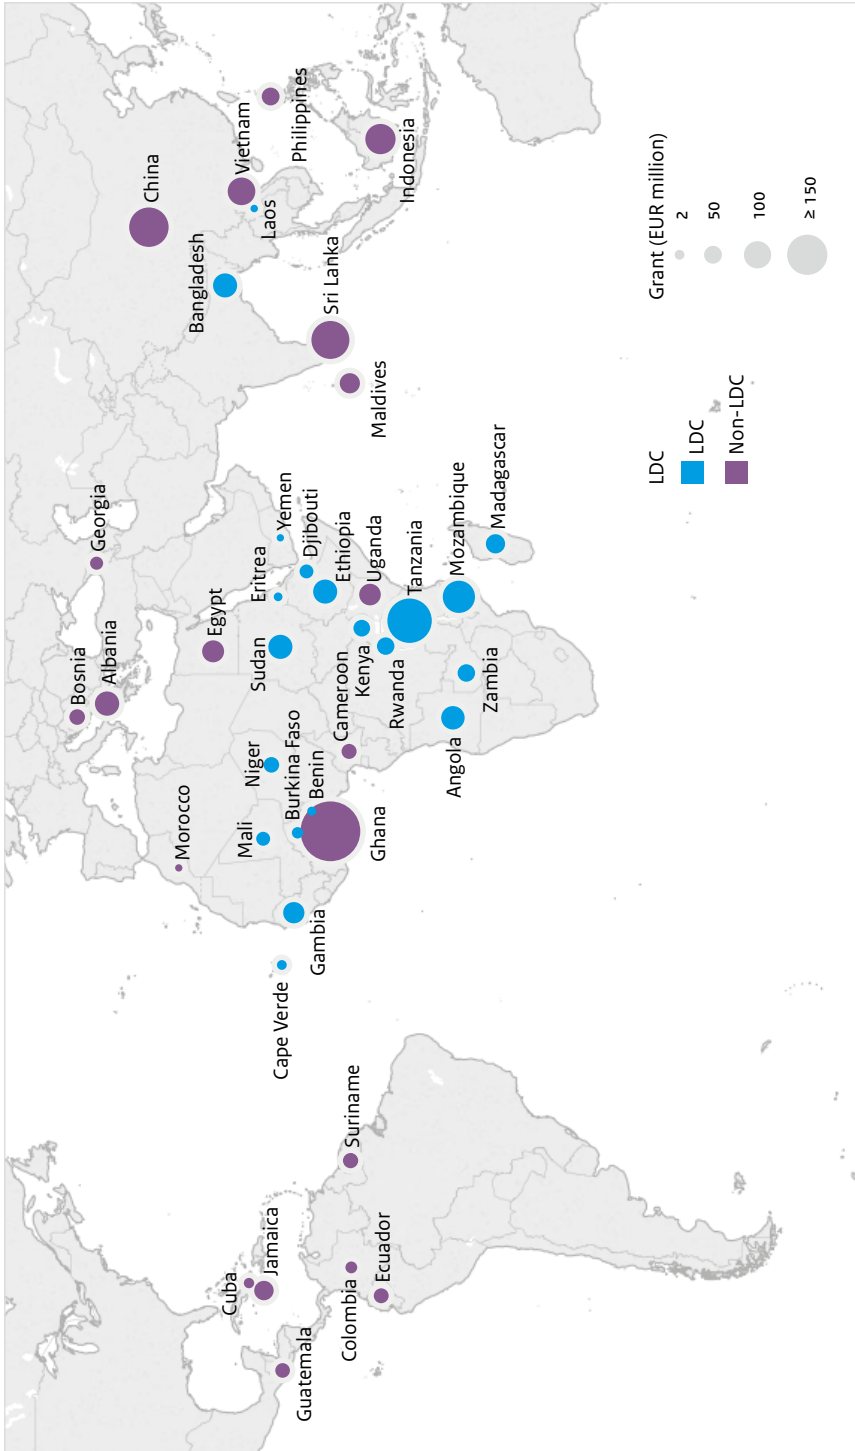 Bosnia
Albania
Georgia
Morocco
Egypt
China
Bangladesh
Vietnam
Laos
Philippines
Indonesia
Sri Lanka
Maldives
Mali
Niger
Burkina Faso
Benin
Ghana
Gambia
Cape Verde
Cameroon
Sudan
Eritrea
Yemen
Djibouti
Ethiopia
Uganda
Kenya
Rwanda
Tanzania
Mozambique
Madagascar
Zambia
Angola
Cuba
Jamaica
Guatemala
Colombia
Ecuador
Suriname
LDC
LDC
Non-LDC
Grant (EUR million)
2
50
100
≥ 150